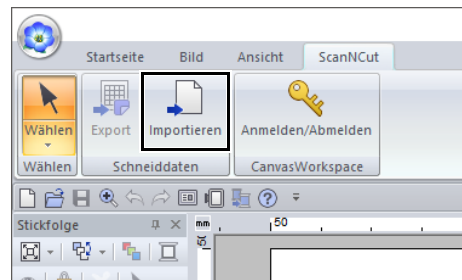 Startseite Bild Ansicht ScanNCut
Wählen Export Importieren Anmelden/Abmelden
Wählen Schneiddaten CanvasWorkspace
Stickfolge mm 50
50